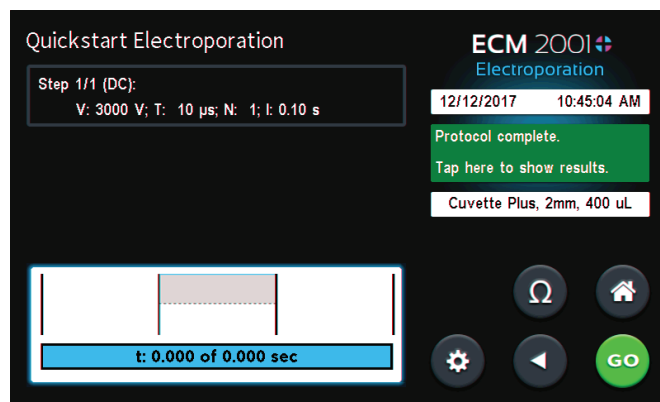 Quickstart Electroporation
Step 1/1 (DC):
V: 3000 V; T: 10 µs; N: 1; I: 0.10 s
t: 0.000 of 0.000 sec
ECM 2001
Electroporation
12/12/2017 10:45:04 AM
Protocol complete.
Tap here to show results.
Cuvette Plus, 2mm, 400 uL
Ω
GO